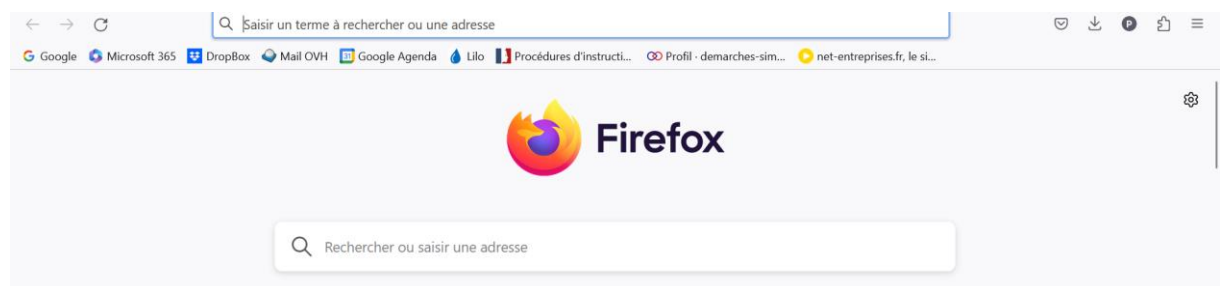 Saisir un terme à rechercher ou une adresse
P
Google Microsoft 365 DropBox Mail OVH 31 Google Agenda Lilo Procédures d'instructi... Profil · demarches-sim... net-entreprises.fr, le si...
Firefox
Rechercher ou saisir une adresse